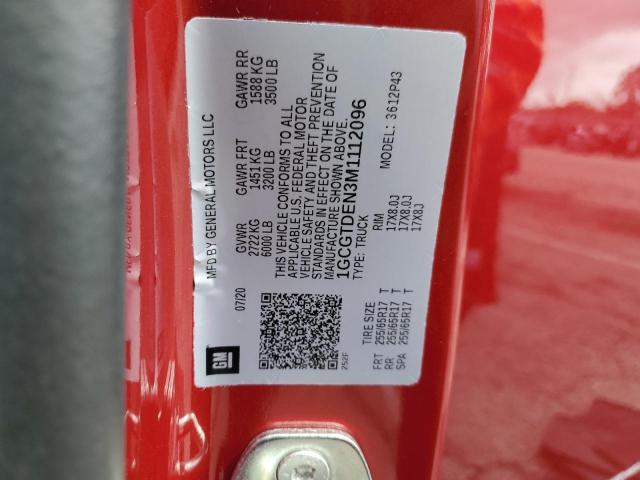 MFD BY GENERAL MOTORS LLC
07/20
GM
GVWR GAWR FRT GAWR RR
2722 KG 1451 KG 1588 KG
6000 LB 3200 LB 3500 LB
THIS VEHICLE CONFORMS TO ALL
APPLICABLE U.S. FEDERAL MOTOR
VEHICLE SAFETY, AND THEFT PREVENTION
STANDARDS IN EFFECT ON THE DATE OF
MANUFACTURE SHOWN ABOVE.
1GCGTDEN3M1112096
TYPE: TRUCK MODEL: 3612P43
252F
TIRE SIZE RIM
FRT 255/65R17 T 17X8.0J
RR 255/65R17 T 17X8.0J
SPA 255/65R17 T 17X8J